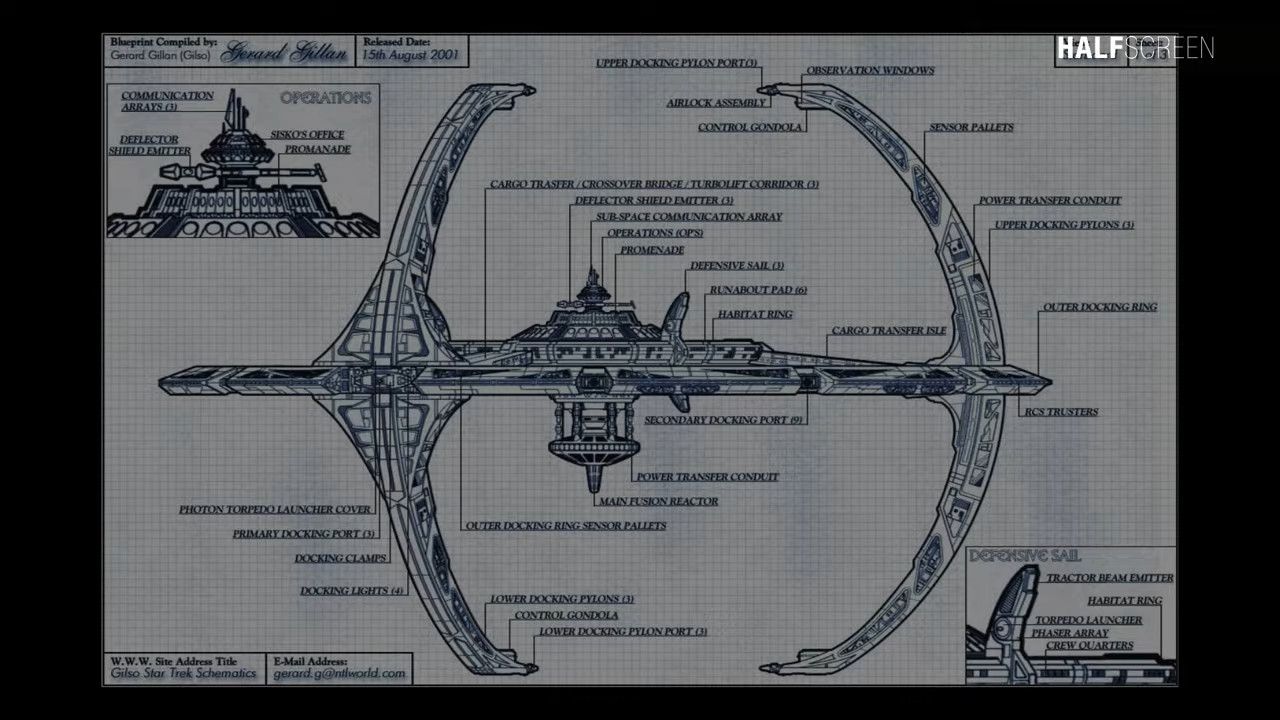 Blueprint Compiled by:
Gerard Gillan (Gilso)
Gerard Gillan
Released Date:
15th August 2001
HALFSCREEN
COMMUNICATION
ARRAYS (3)
OPERATIONS
DEFLECTOR
SHIELD EMITTER
SISKO'S OFFICE
PROMANADE
UPPER DOCKING PYLON PORT (3)
OBSERVATION WINDOWS
AIRLOCK ASSEMBLY
CONTROL GONDOLA
SENSOR PALLETS
CARGO TRASFER / CROSSOVER BRIDGE / TURBOLIFT CORRIDOR (3)
DEFLECTOR SHIELD EMITTER (3)
SUB-SPACE COMMUNICATION ARRAY
OPERATIONS (OP'S)
PROMENADE
DEFENSIVE SAIL (3)
RUNABOUT PAD (6)
HABITAT RING
CARGO TRANSFER ISLE
POWER TRANSFER CONDUIT
UPPER DOCKING PYLONS (3)
OUTER DOCKING RING
RCS TRUSTERS
SECONDARY DOCKING PORT (9)
POWER TRANSFER CONDUIT
MAIN FUSION REACTOR
OUTER DOCKING RING SENSOR PALLETS
PHOTON TORPEDO LAUNCHER COVER
PRIMARY DOCKING PORT (3)
DOCKING CLAMPS
DOCKING LIGHTS (4)
LOWER DOCKING PYLONS (3)
CONTROL GONDOLA
LOWER DOCKING PYLON PORT (3)
DEFENSIVE SAIL
TRACTOR BEAM EMITTER
HABITAT RING
TORPEDO LAUNCHER
PHASER ARRAY
CREW QUARTERS
W.W.W. Site Address Title
Gilso Star Trek Schematics
E-Mail Address:
gerard.g@ntlworld.com